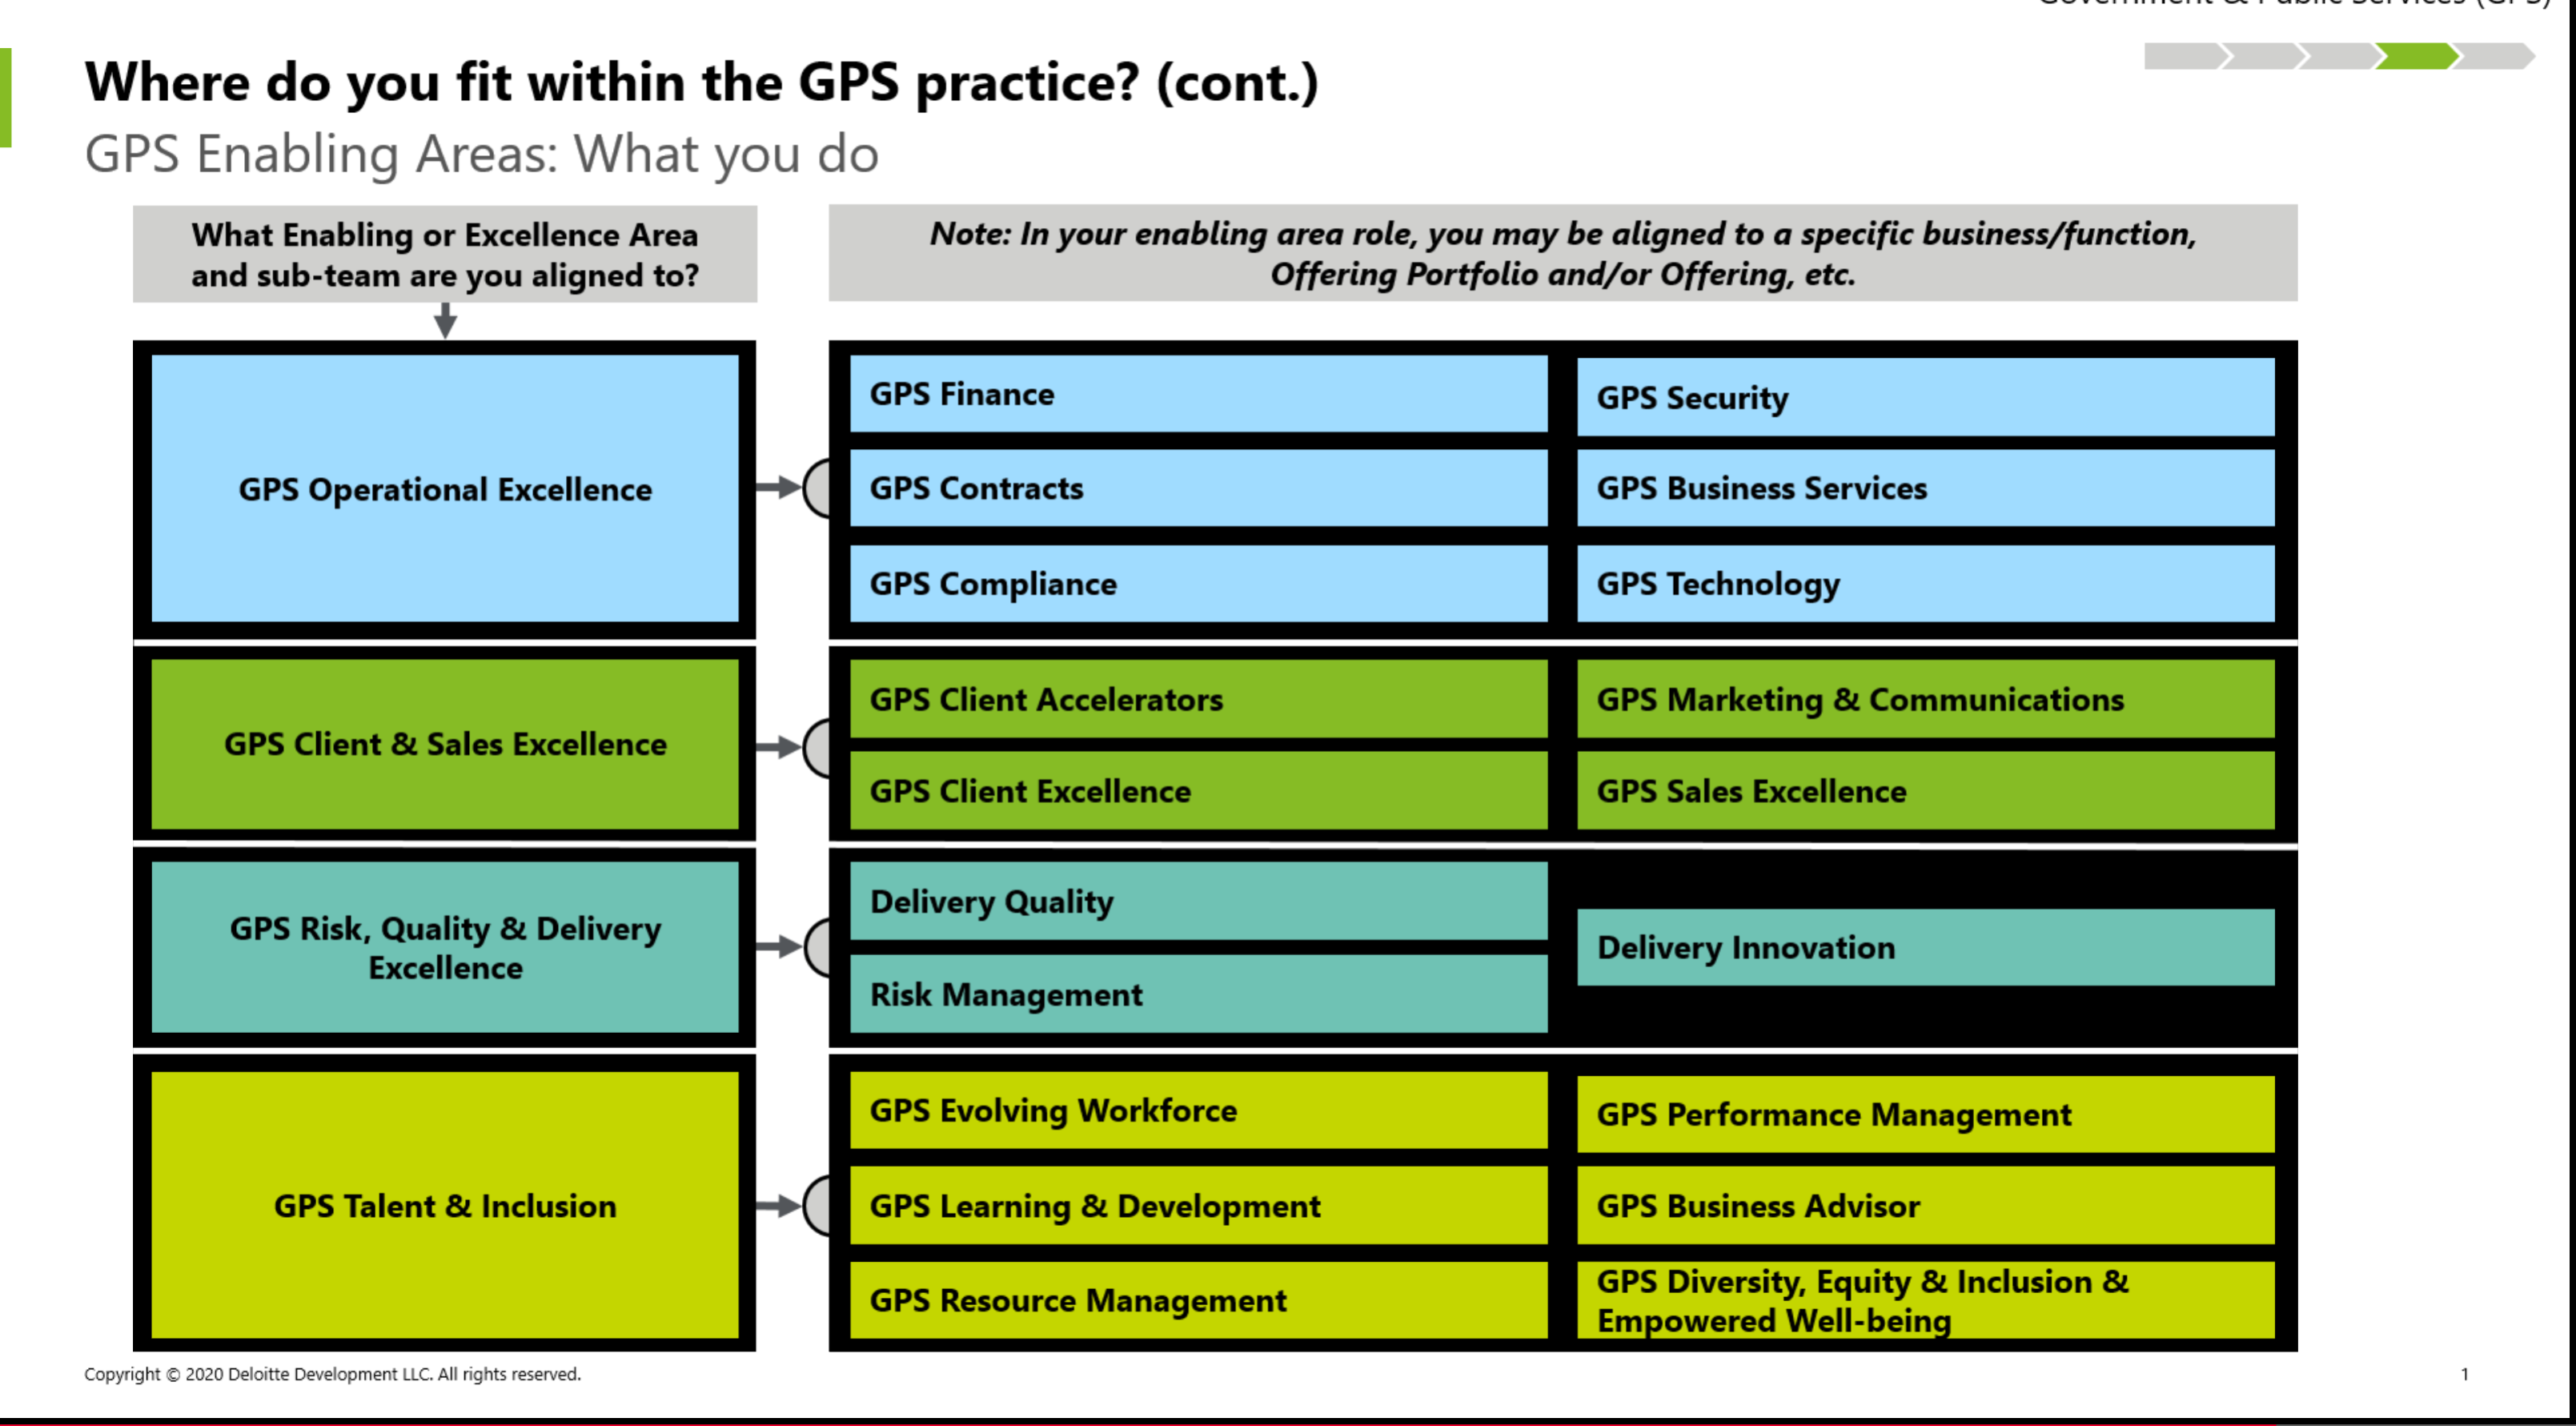 Government & Public Services (GPS)
Where do you fit within the GPS practice? (cont.)
GPS Enabling Areas: What you do
What Enabling or Excellence Area
and sub-team are you aligned to?
Note: In your enabling area role, you may be aligned to a specific business/function,
Offering Portfolio and/or Offering, etc.
GPS Operational Excellence
GPS Finance
GPS Security
GPS Contracts
GPS Business Services
GPS Compliance
GPS Technology
GPS Client & Sales Excellence
GPS Client Accelerators
GPS Marketing & Communications
GPS Client Excellence
GPS Sales Excellence
GPS Risk, Quality & Delivery
Excellence
Delivery Quality
Delivery Innovation
Risk Management
GPS Talent & Inclusion
GPS Evolving Workforce
GPS Performance Management
GPS Learning & Development
GPS Business Advisor
GPS Resource Management
GPS Diversity, Equity & Inclusion &
Empowered Well-being
Copyright © 2020 Deloitte Development LLC. All rights reserved.
1